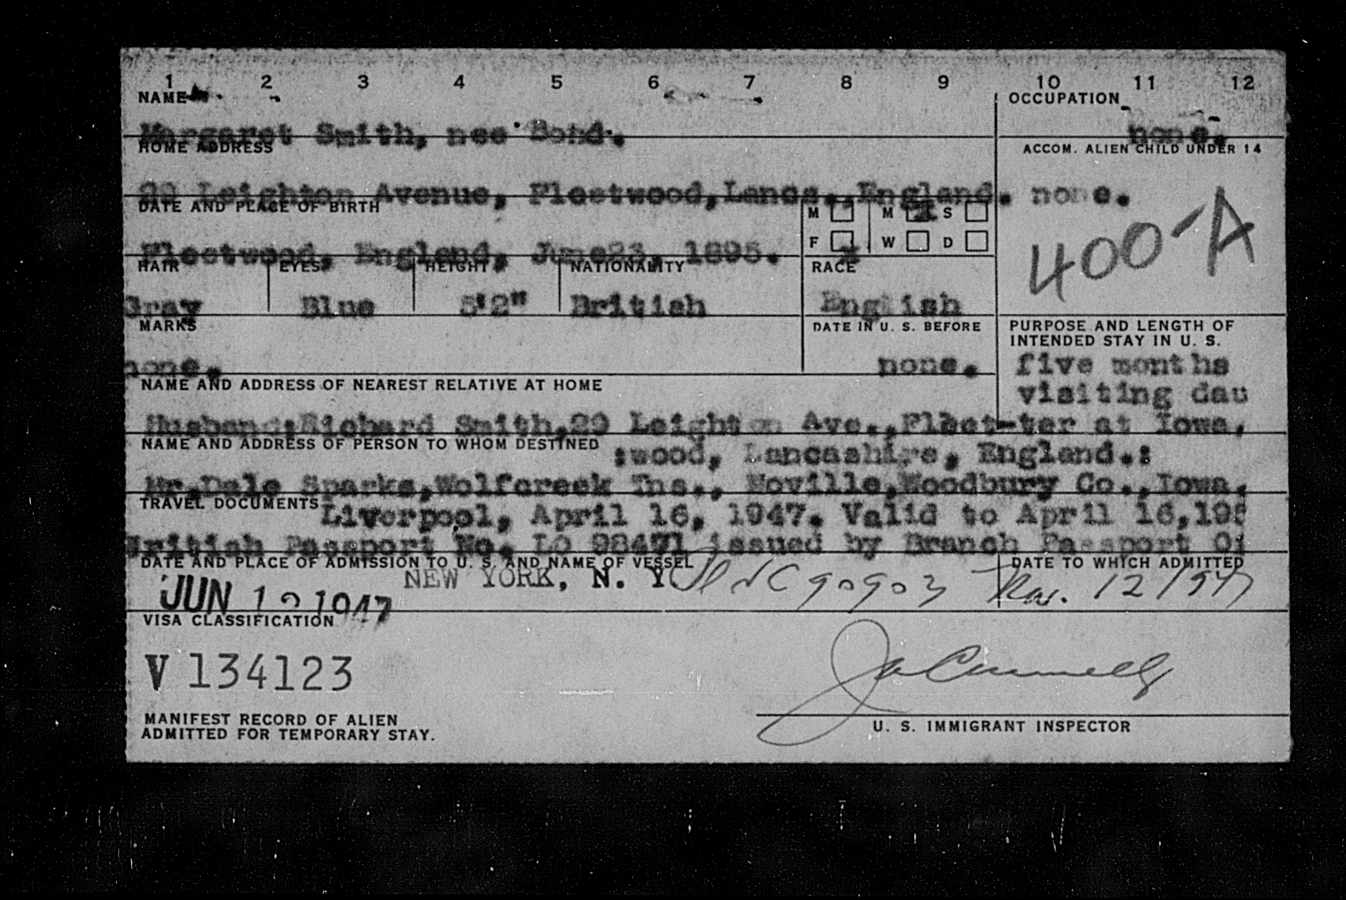 1 2 3 4 5 6 7 8 9 10 11 12
NAME OCCUPATION
Margaret Smith, nee Bond. none.
HOME ADDRESS ACCOM. ALIEN CHILD UNDER 14
29 Leighton Avenue, Fleetwood, Lancs., England. none.
DATE AND PLACE OF BIRTH M M X S
F X W D
Fleetwood, England, June 23, 1895. 400-A
HAIR EYES HEIGHT NATIONALITY RACE
Gray Blue 5'2" British English
MARKS DATE IN U. S. BEFORE PURPOSE AND LENGTH OF
INTENDED STAY IN U. S.
none. none. five months
visiting dau
NAME AND ADDRESS OF NEAREST RELATIVE AT HOME
Husband:Richard Smith,29 Leighton Ave.,Fleet-ter at Iowa.
NAME AND ADDRESS OF PERSON TO WHOM DESTINED :wood, Lancashire, England.:
Mr.Dale Sparks,Wolfcreek Tns., Moville,Woodbury Co.,Iowa.
TRAVEL DOCUMENTS Liverpool, April 16, 1947. Valid to April 16,195
British Passport No. LO 98471 issued by Branch Passport Of
DATE AND PLACE OF ADMISSION TO U. S. AND NAME OF VESSEL DATE TO WHICH ADMITTED
JUN 12 1947 NEW YORK, N. Y. Nov. 12/947
VISA CLASSIFICATION
V 134123
MANIFEST RECORD OF ALIEN
ADMITTED FOR TEMPORARY STAY.
U. S. IMMIGRANT INSPECTOR